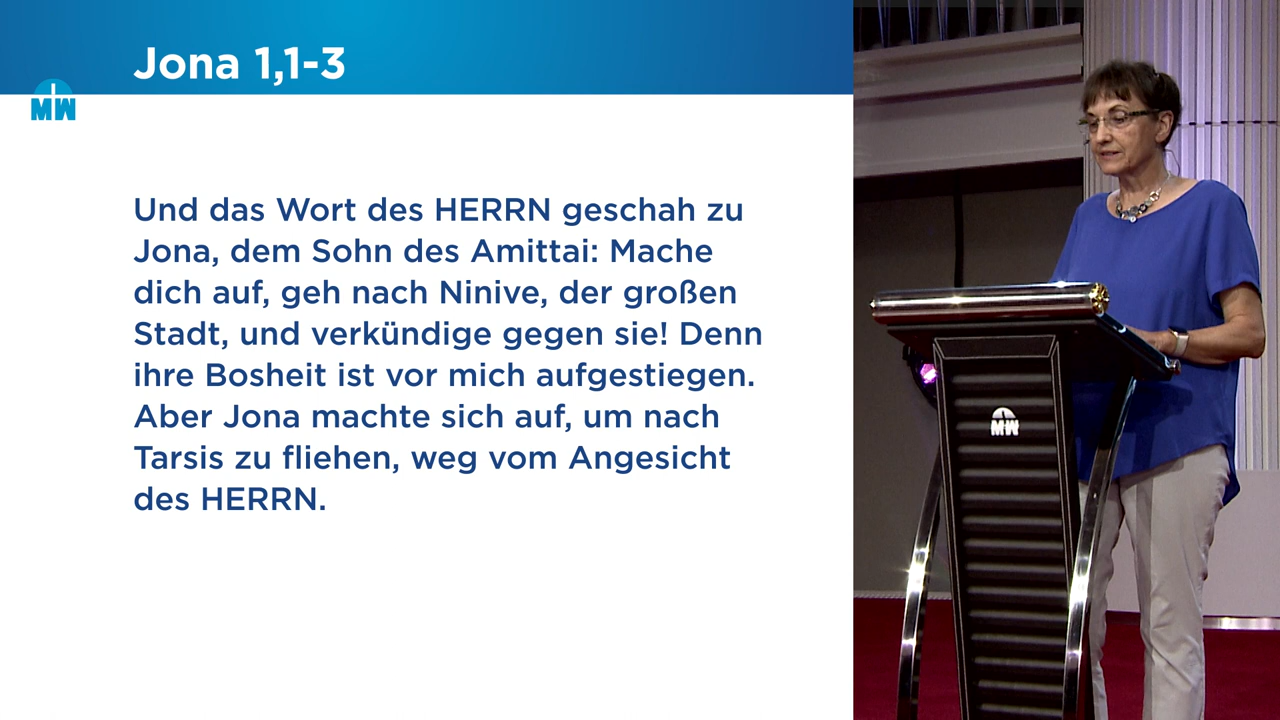 Jona 1,1-3
MW
Und das Wort des HERRN geschah zu
Jona, dem Sohn des Amittai: Mache
dich auf, geh nach Ninive, der großen
Stadt, und verkündige gegen sie! Denn
ihre Bosheit ist vor mich aufgestiegen.
Aber Jona machte sich auf, um nach
Tarsis zu fliehen, weg vom Angesicht
des HERRN.
MW